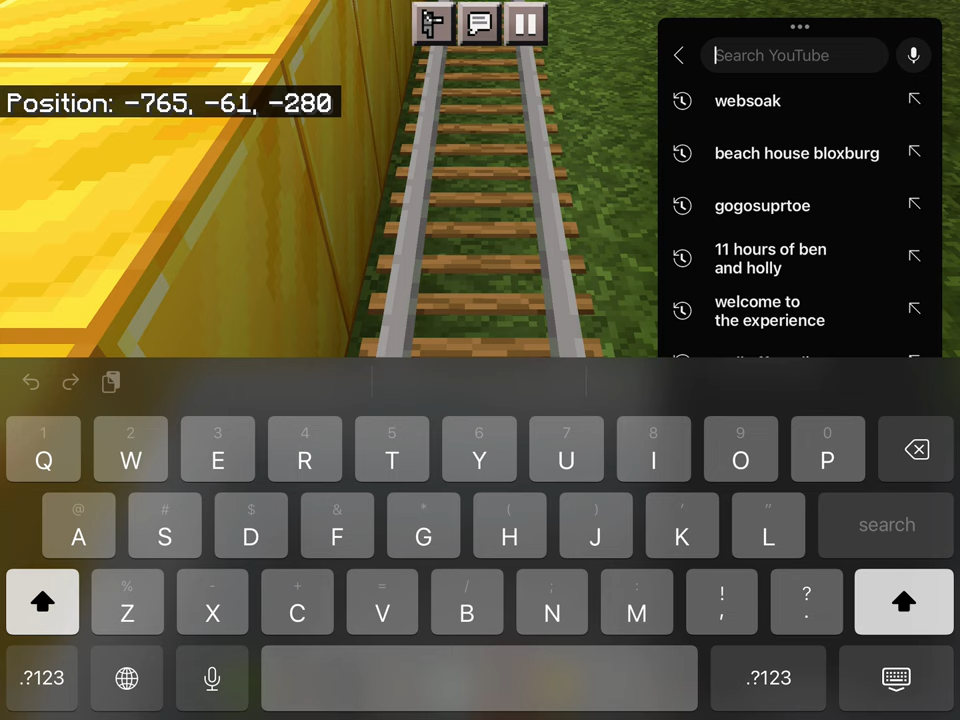 Position: -765, -61, -280
Search YouTube
websoak
beach house bloxburg
gogosuprtoe
11 hours of ben
and holly
welcome to
the experience
1 2 3 4 5 6 7 8 9 0
Q W E R T Y U I O P
@ # $ & * ( ) ' "
A S D F G H J K L search
% - + = / ; : ! ?
Z X C V B N M , .
.?123 .?123